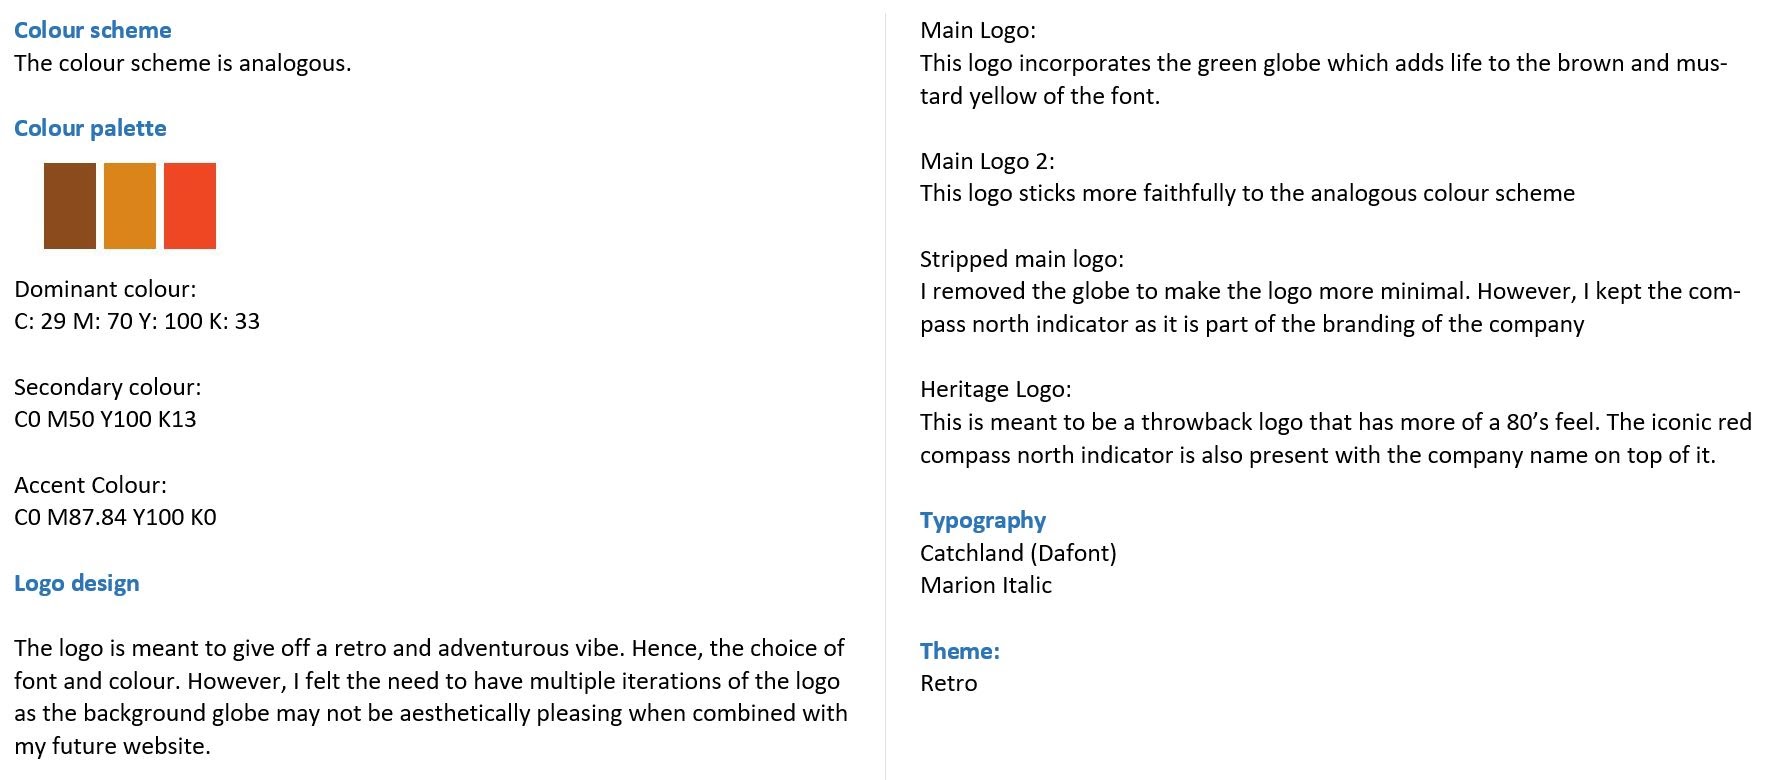 Colour scheme
The colour scheme is analogous.
Colour palette
Dominant colour:
C: 29 M: 70 Y: 100 K: 33
Secondary colour:
C0 M50 Y100 K13
Accent Colour:
C0 M87.84 Y100 K0
Logo design
The logo is meant to give off a retro and adventurous vibe. Hence, the choice of
font and colour. However, I felt the need to have multiple iterations of the logo
as the background globe may not be aesthetically pleasing when combined with
my future website.
Main Logo:
This logo incorporates the green globe which adds life to the brown and mus-
tard yellow of the font.
Main Logo 2:
This logo sticks more faithfully to the analogous colour scheme
Stripped main logo:
I removed the globe to make the logo more minimal. However, I kept the com-
pass north indicator as it is part of the branding of the company
Heritage Logo:
This is meant to be a throwback logo that has more of a 80’s feel. The iconic red
compass north indicator is also present with the company name on top of it.
Typography
Catchland (Dafont)
Marion Italic
Theme:
Retro